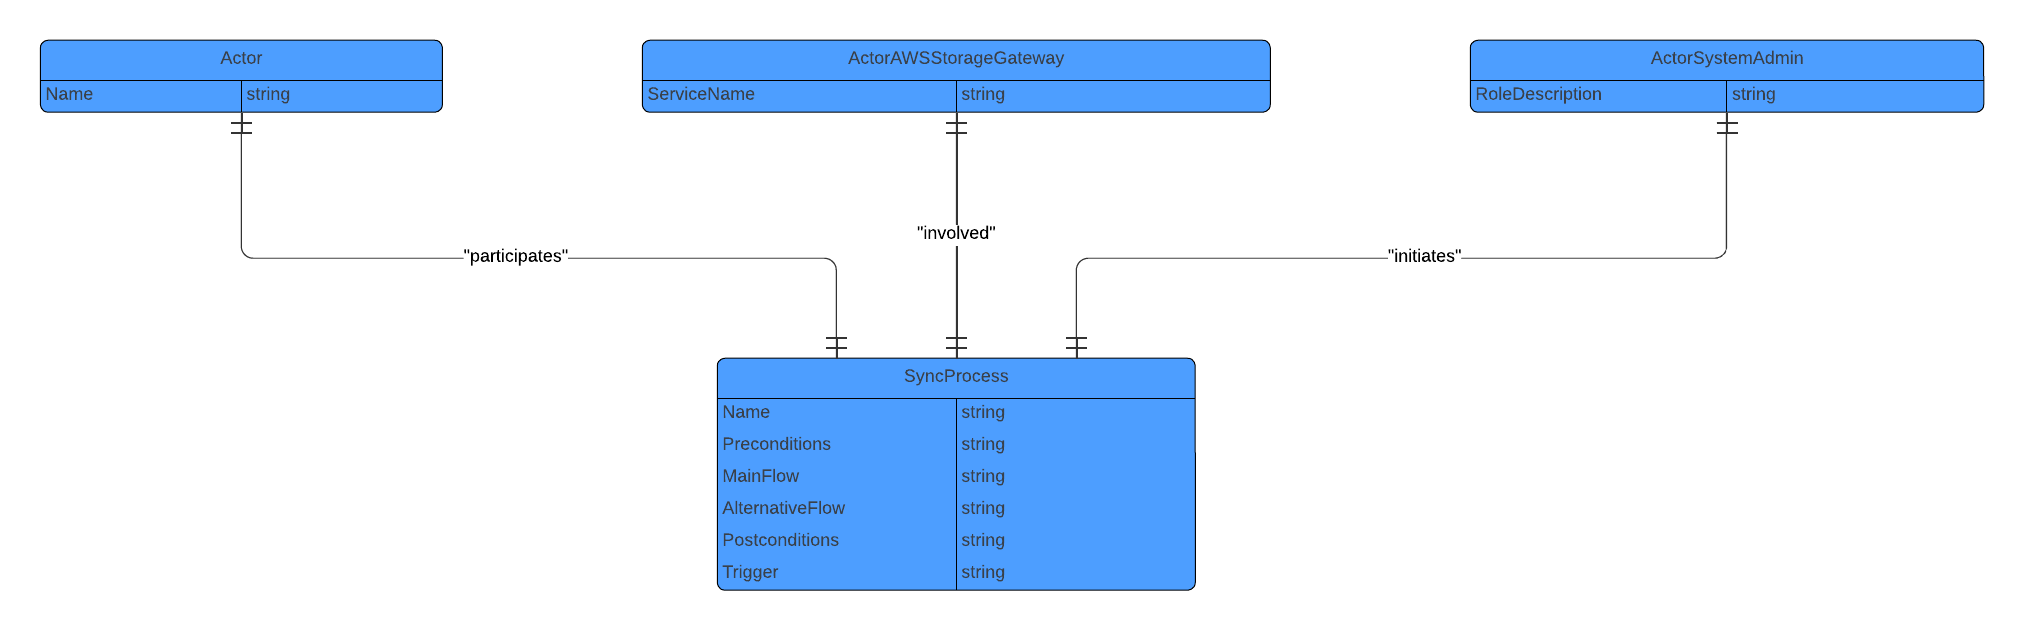 Actor
Name string
ActorAWSStorageGateway
ServiceName string
ActorSystemAdmin
RoleDescription string
"participates"
"involved"
"initiates"
SyncProcess
Name string
Preconditions string
MainFlow string
AlternativeFlow string
Postconditions string
Trigger string